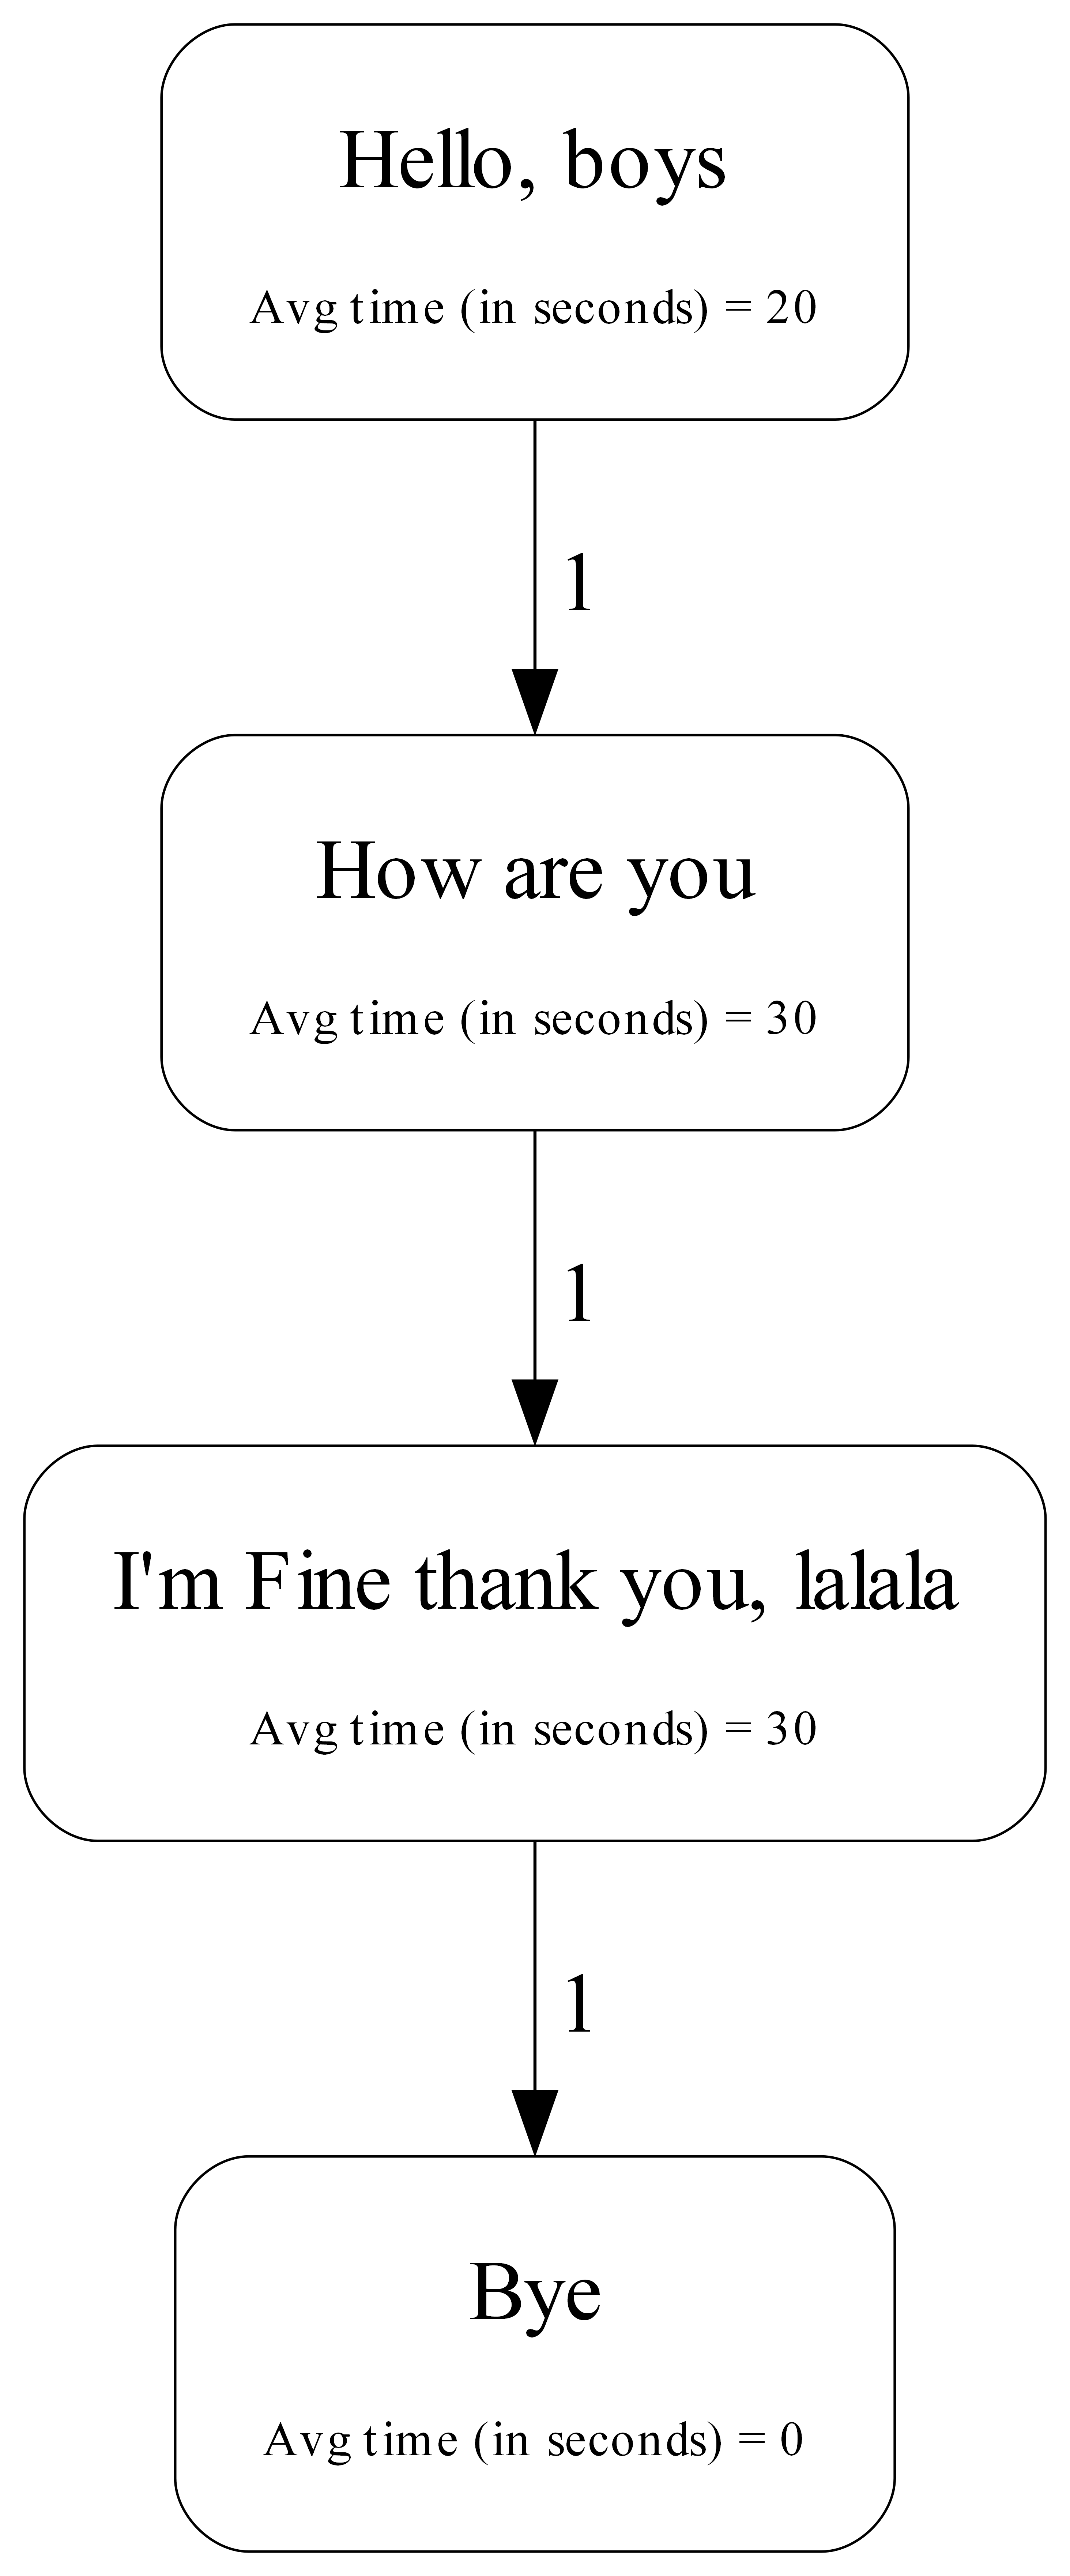 Hello, boys
Avg time (in seconds) = 20
1
How are you
Avg time (in seconds) = 30
1
I'm Fine thank you, lalala
Avg time (in seconds) = 30
1
Bye
Avg time (in seconds) = 0